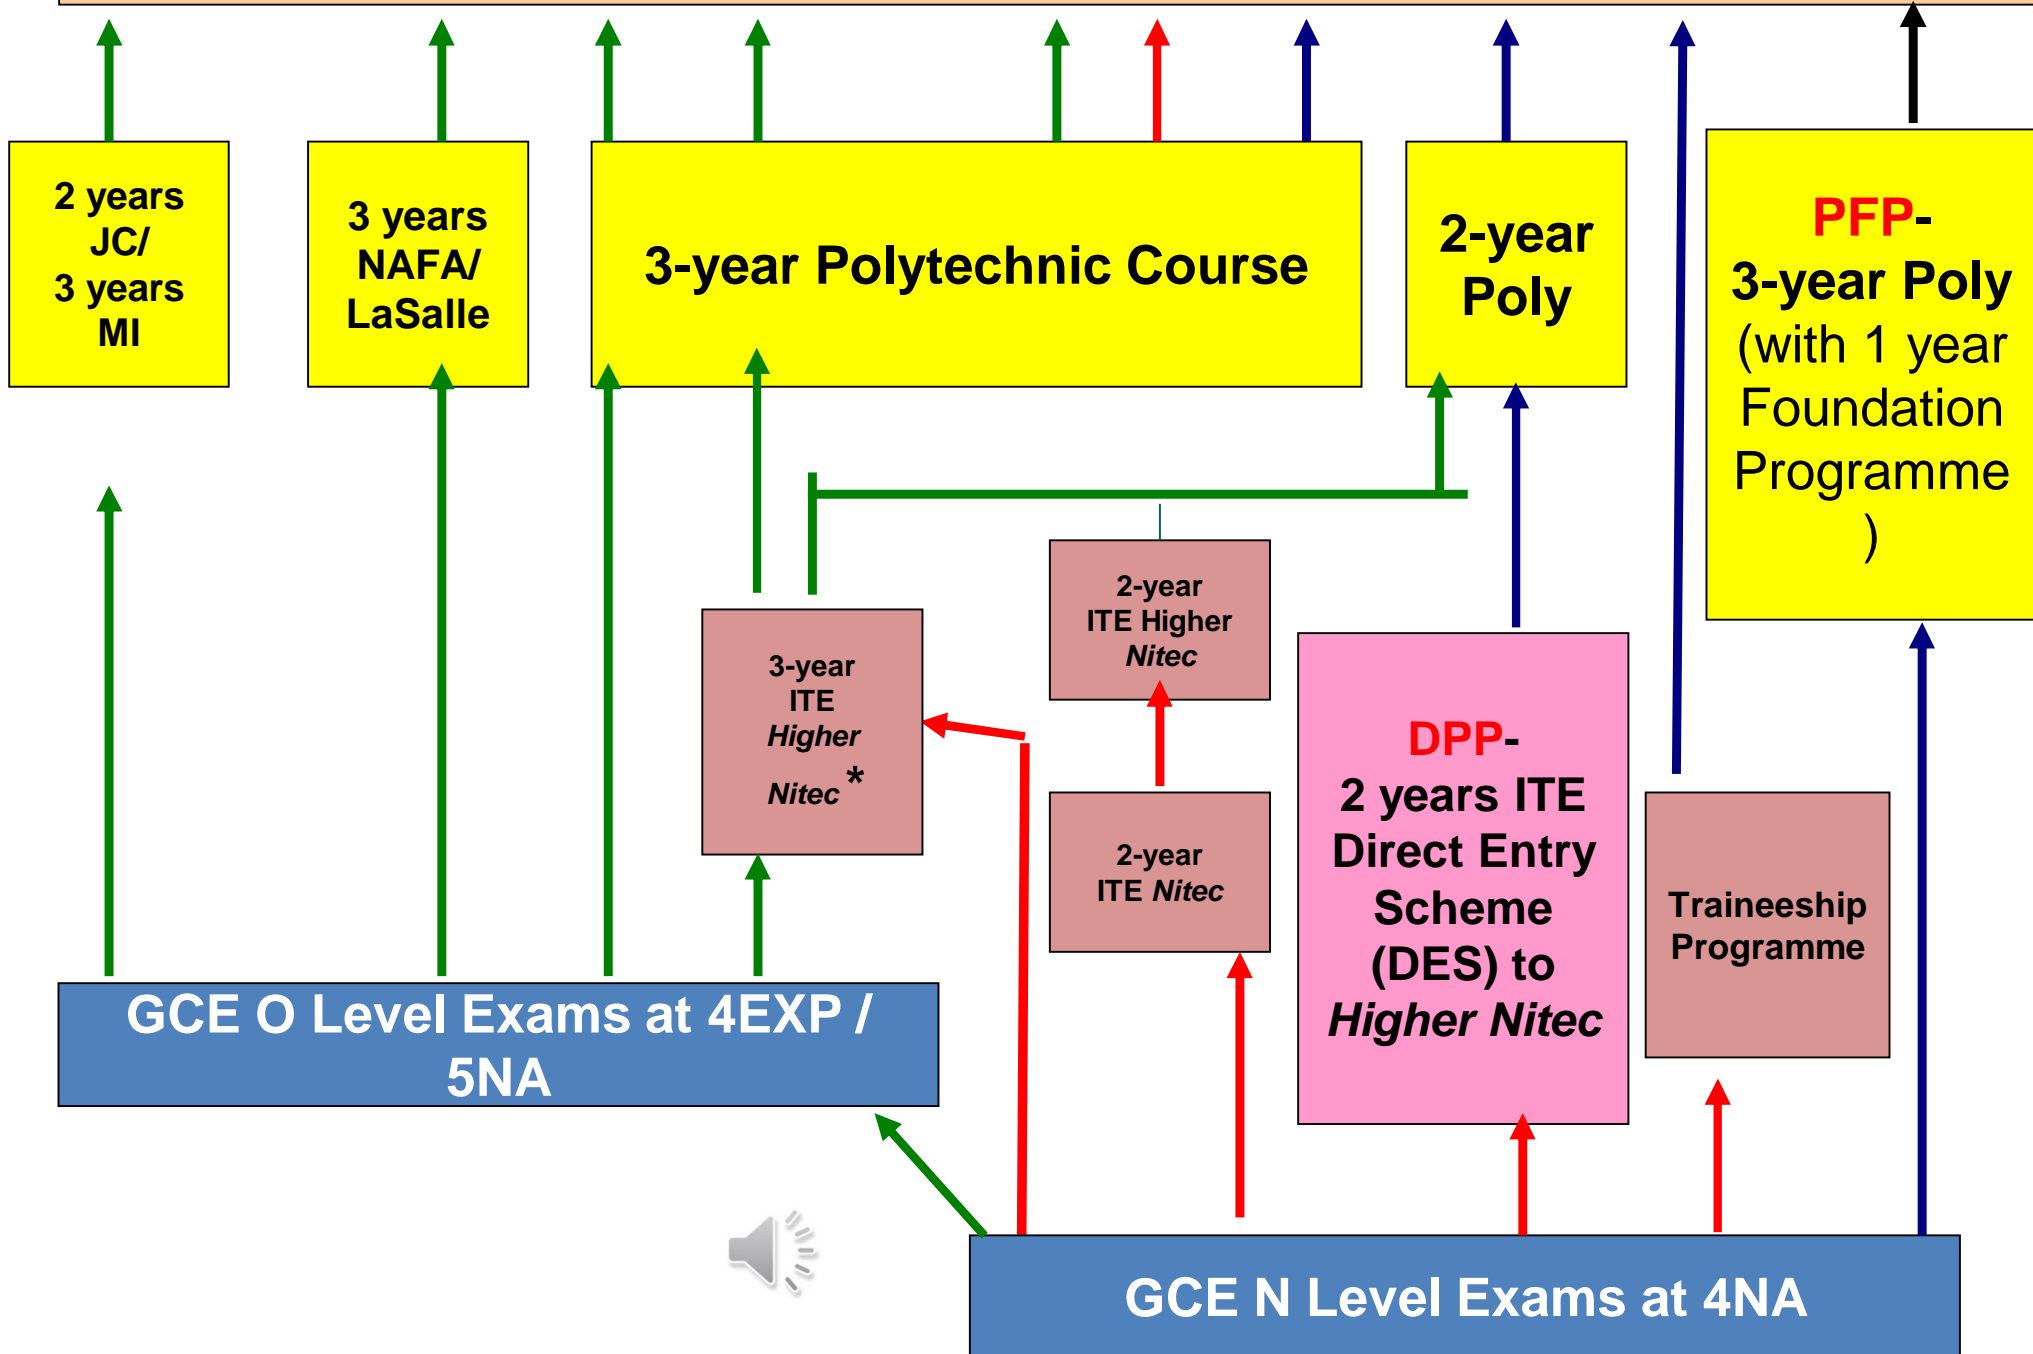 2 years
JC/
3 years
MI
3 years
NAFA/
LaSalle
3-year Polytechnic Course
2-year
Poly
PFP-
3-year Poly
(with 1 year
Foundation
Programme
)
3-year
ITE
Higher
Nitec *
2-year
ITE Higher
Nitec
2-year
ITE Nitec
DPP-
2 years ITE
Direct Entry
Scheme
(DES) to
Higher Nitec
Traineeship
Programme
GCE O Level Exams at 4EXP /
5NA
GCE N Level Exams at 4NA